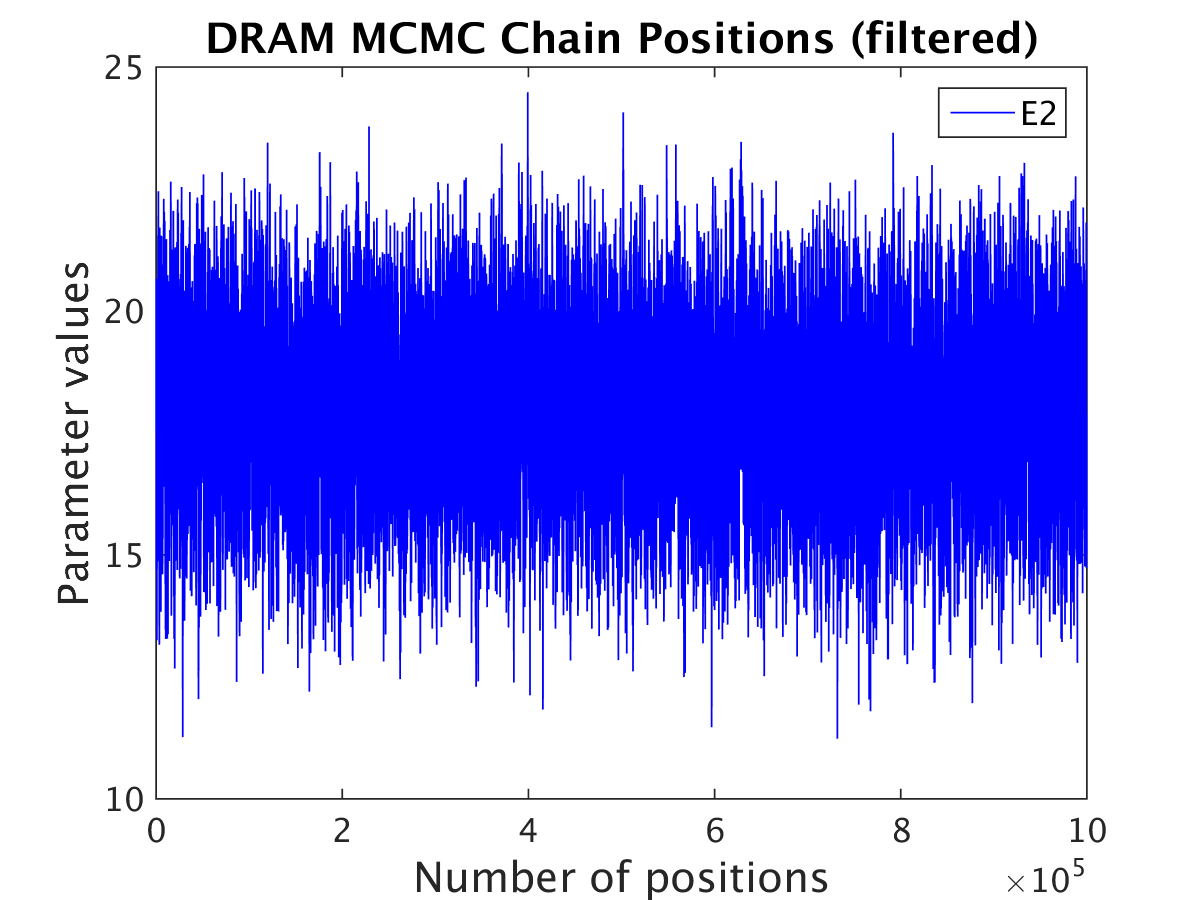 DRAM MCMC Chain Positions (filtered)
25
E2
20
Parameter values
15
10
0 2 4 6 8 10
Number of positions
×10^5